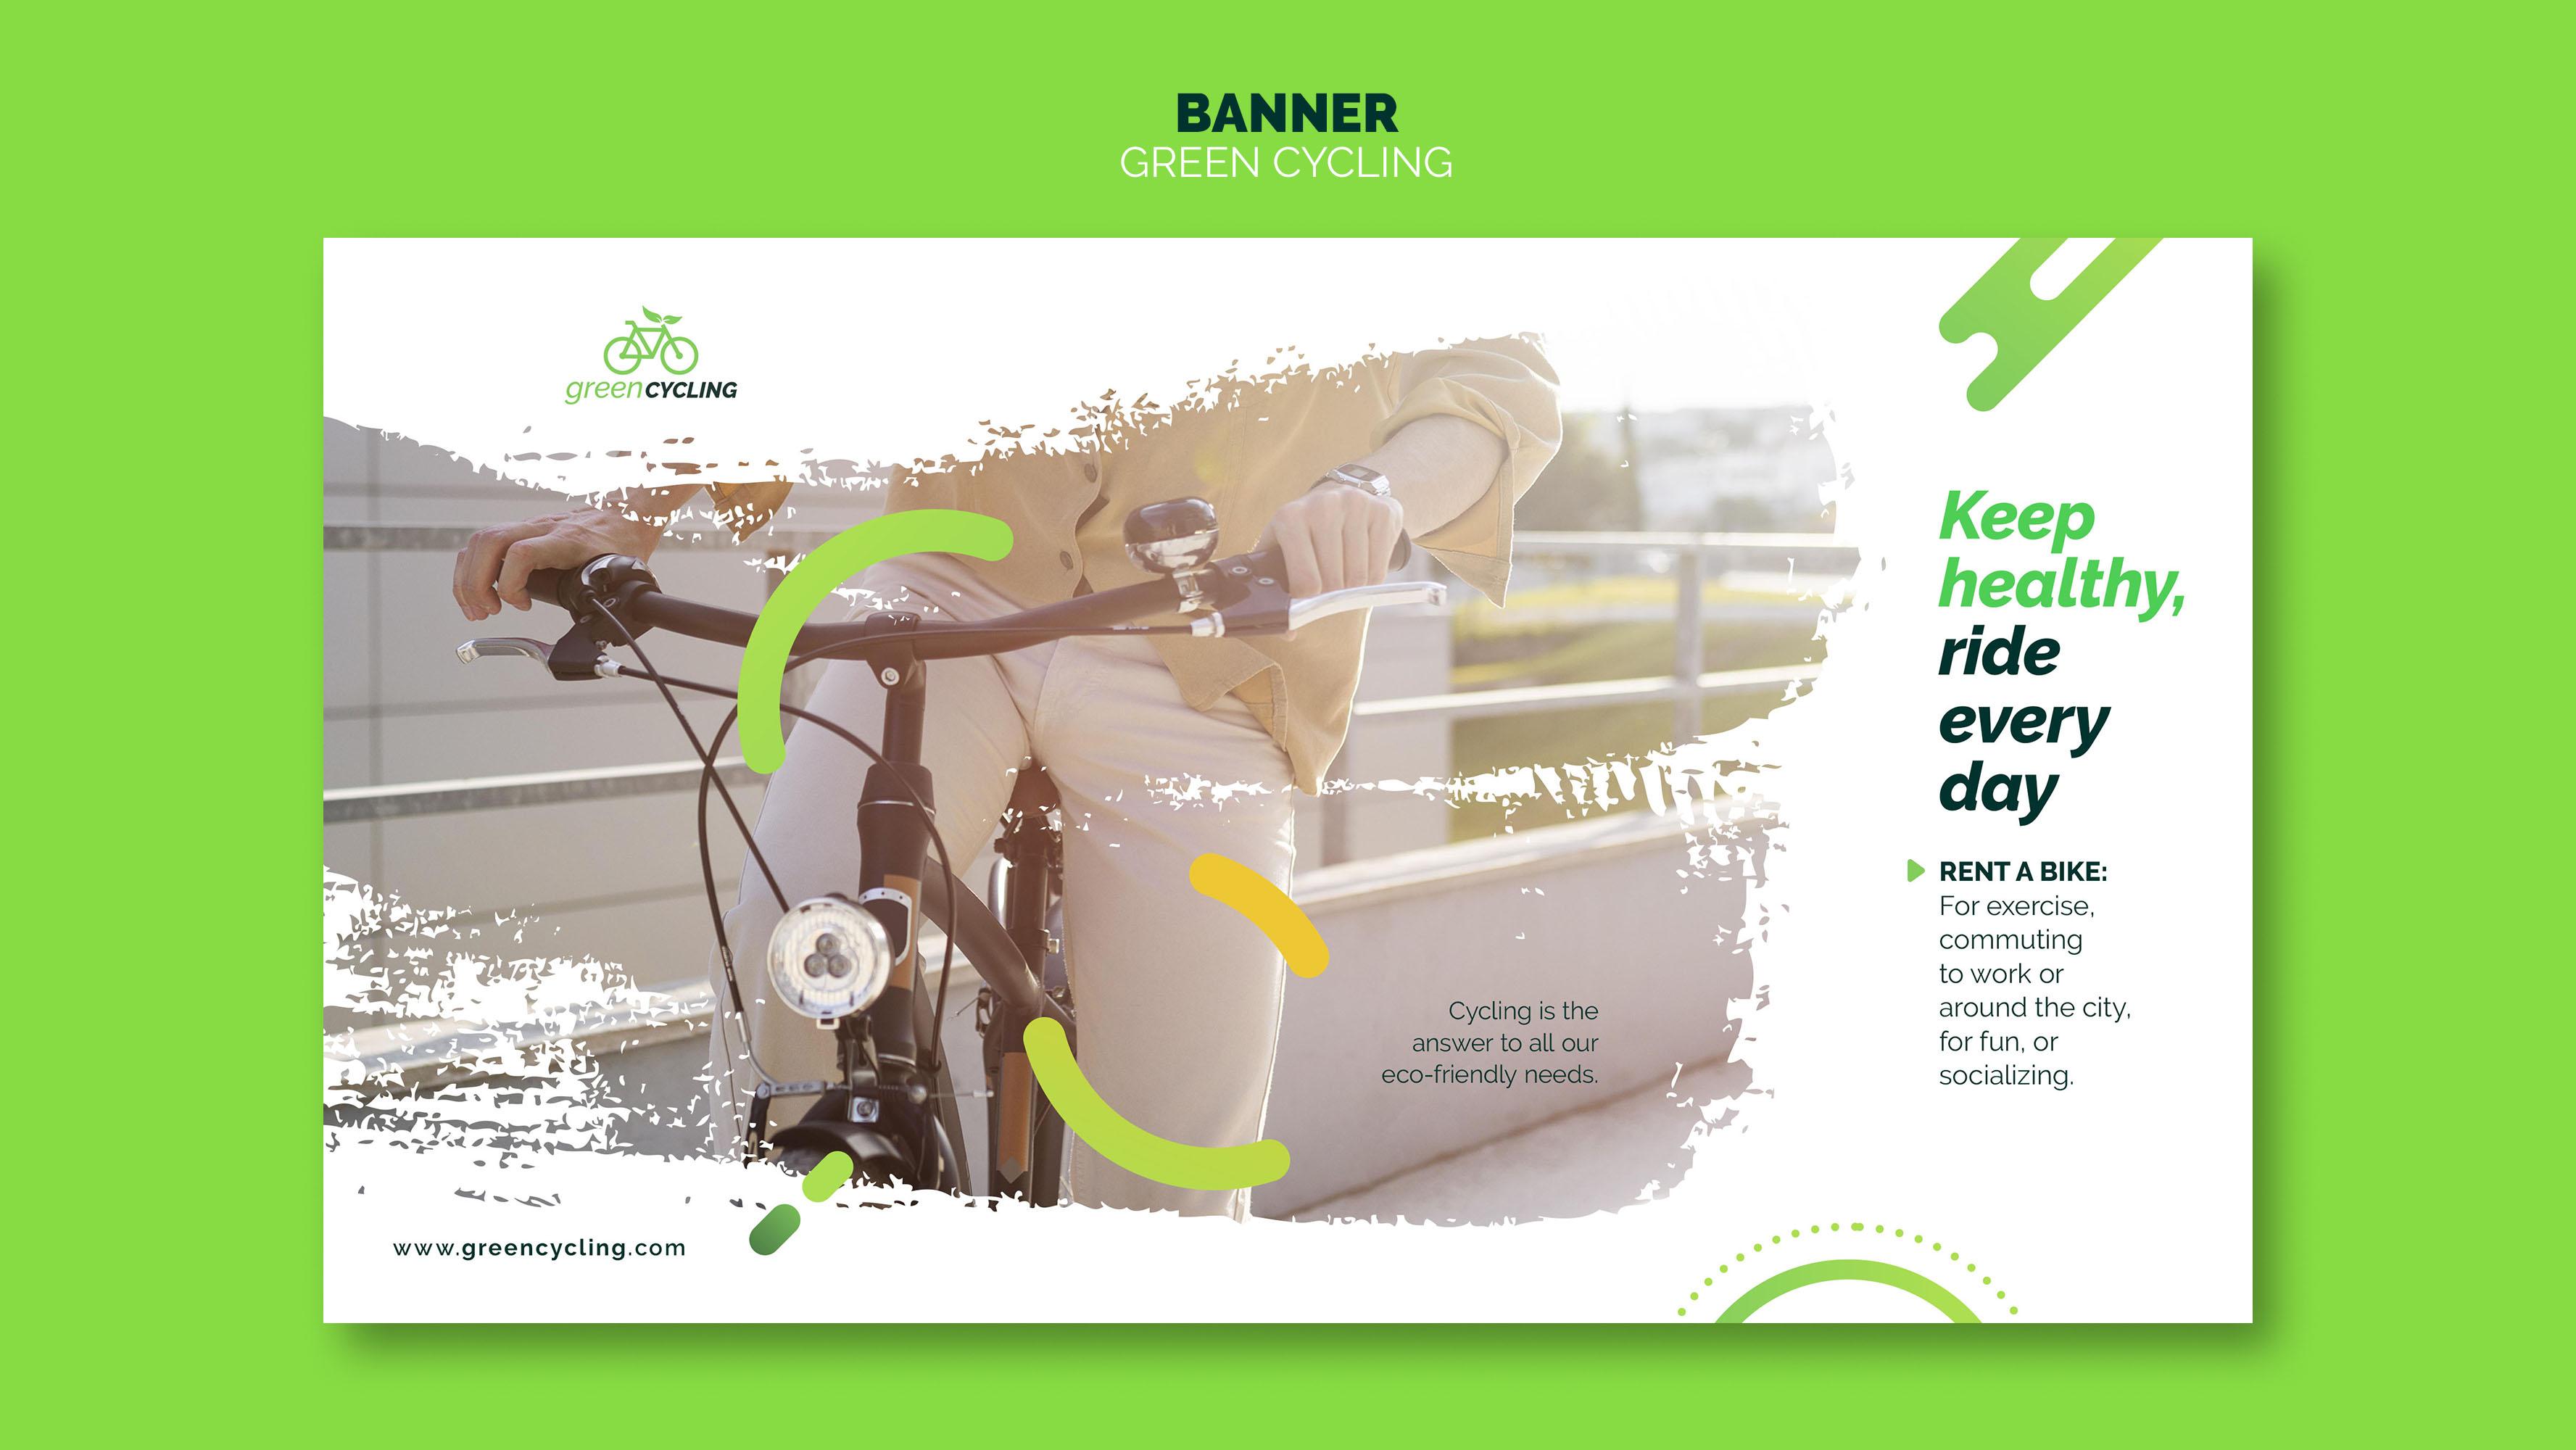 BANNER
GREEN CYCLING
greenCYCLING
Keep
healthy,
ride
every
day
RENT A BIKE:
For exercise,
commuting
to work or
around the city,
for fun, or
socializing.
Cycling is the
answer to all our
eco-friendly needs.
www.greencycling.com